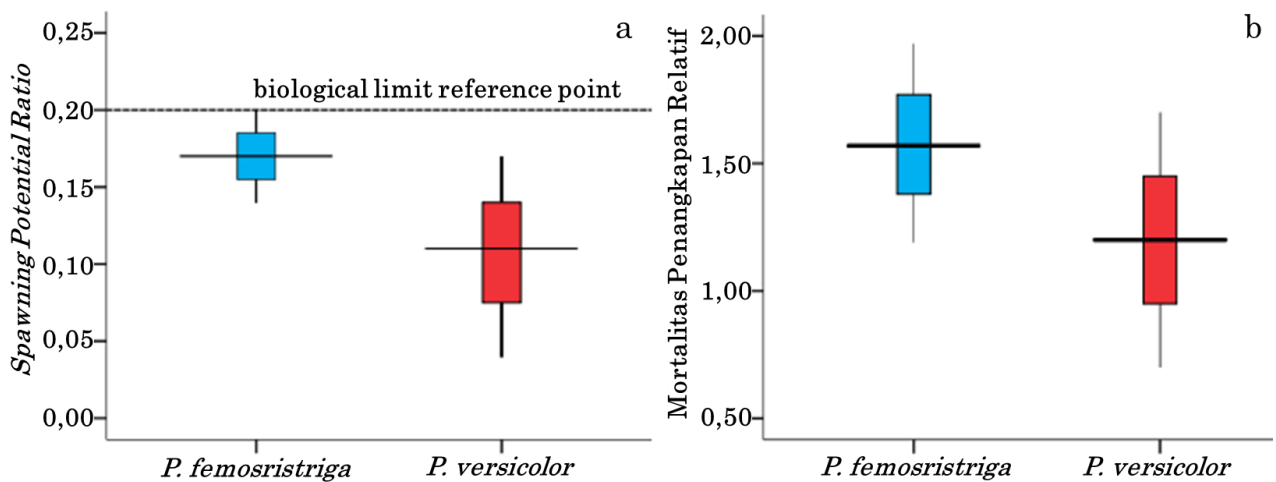 a
0,25
biological limit reference point
0,20
0,15
0,10
0,05
0,00
Spawning Potential Ratio
P. femosristriga
P. versicolor
b
2,00
1,50
1,00
0,50
Mortalitas Penangkapan Relatif
P. femosristriga
P. versicolor